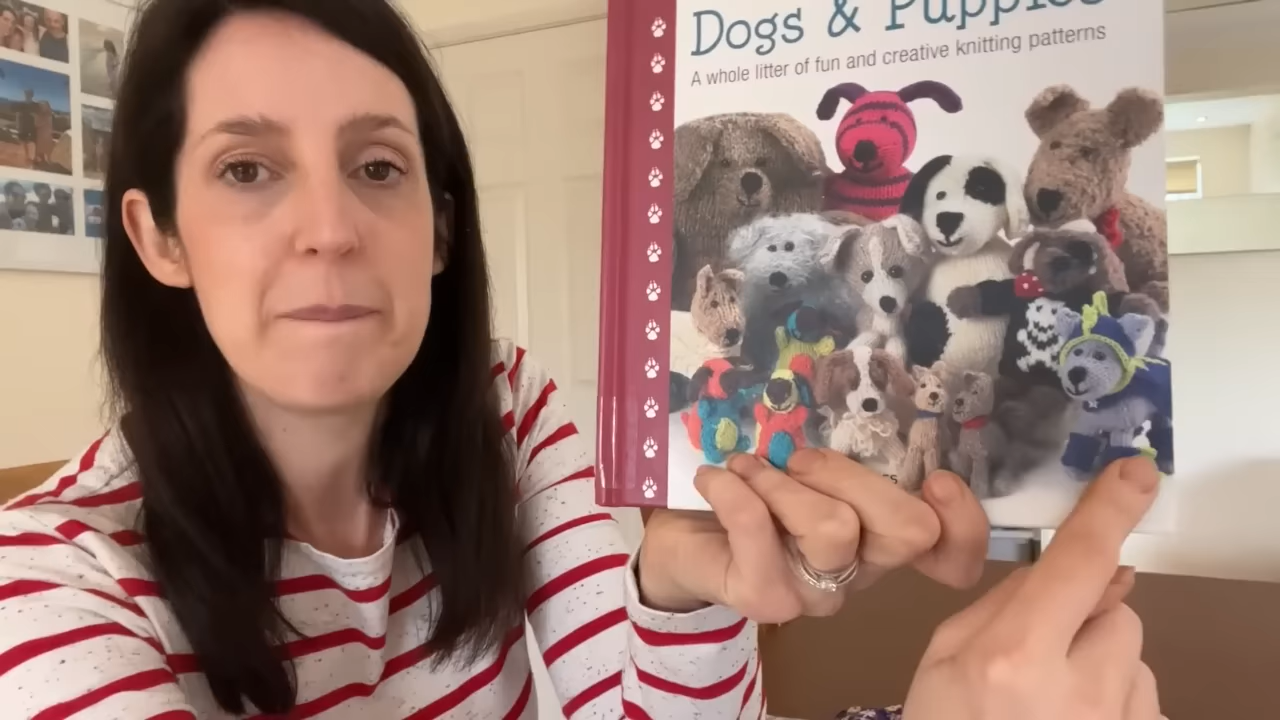 Dogs & Puppies
A whole litter of fun and creative knitting patterns